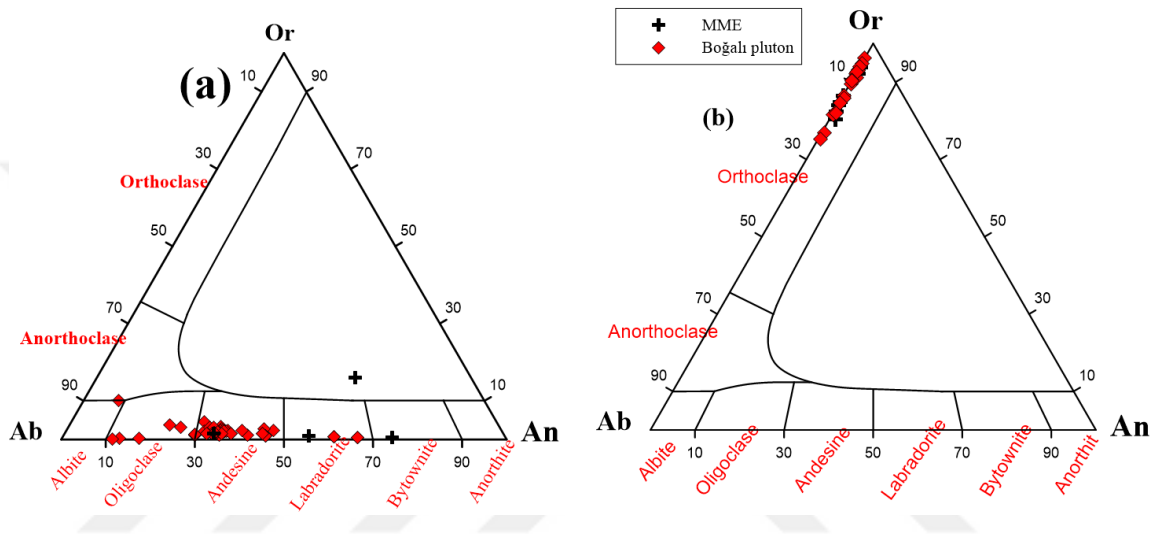 Or
(a)
10
90
30
70
Orthoclase
50
50
70
30
Anorthoclase
90
10
Ab
An
10
30
50
70
90
Albite
Oligoclase
Andesine
Labradorite
Bytownite
Anorthite
MME
Boğalı pluton
Or
(b)
10
90
30
70
Orthoclase
50
50
70
30
Anorthoclase
90
10
Ab
An
10
30
50
70
90
Albite
Oligoclase
Andesine
Labradorite
Bytownite
Anorthit